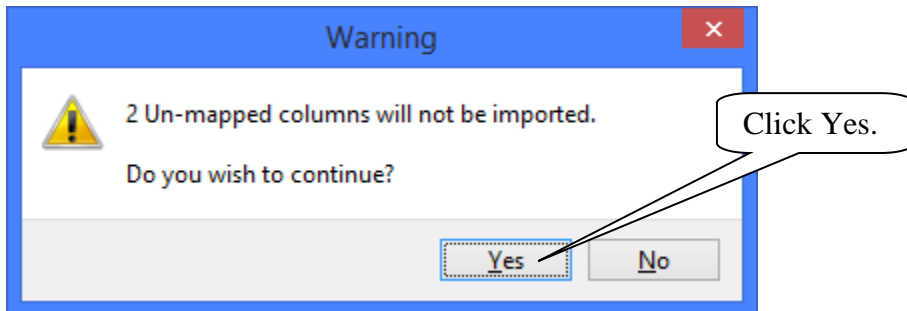 Warning
2 Un-mapped columns will not be imported.
Click Yes.
Do you wish to continue?
Yes
No